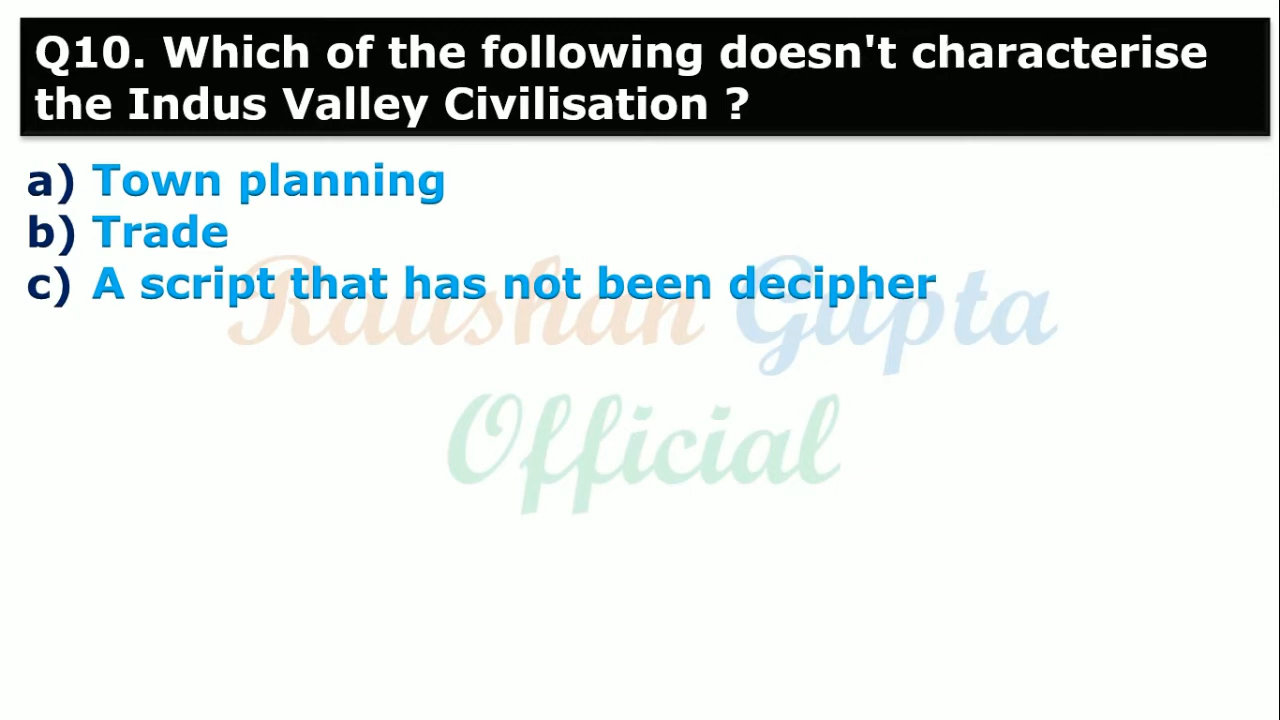 Q10. Which of the following doesn't characterise
the Indus Valley Civilisation ?
a) Town planning
b) Trade
c) A script that has not been decipher
Raushan Gupta
Official